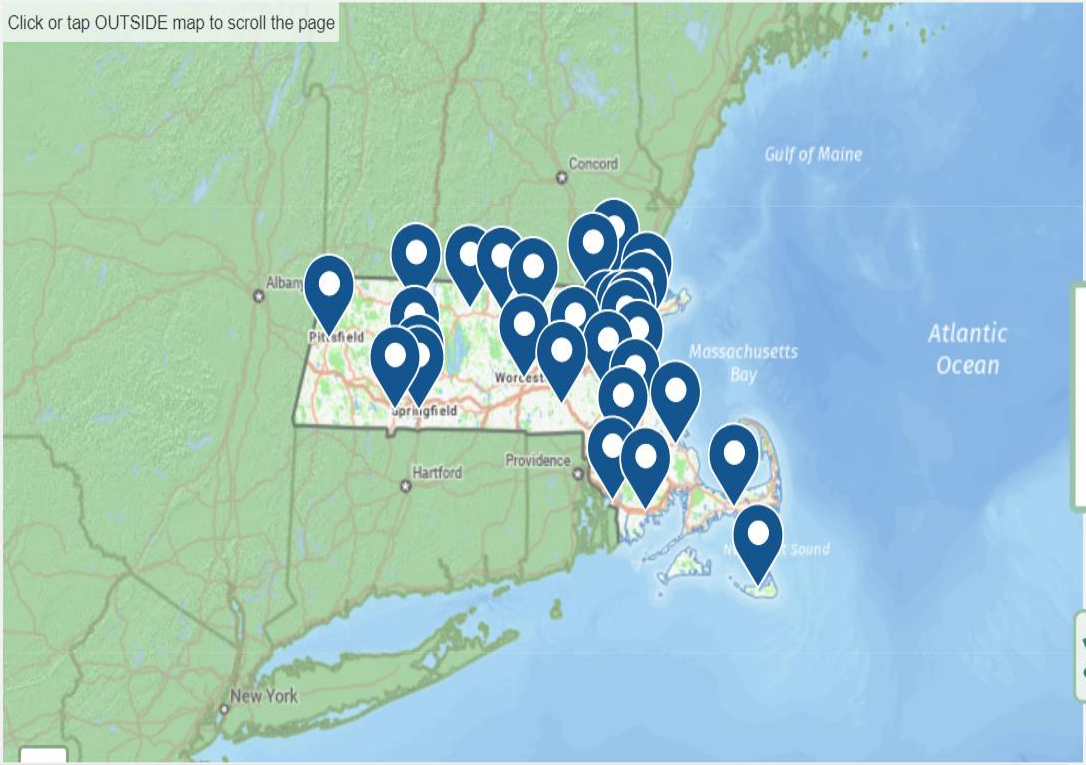 Click or tap OUTSIDE map to scroll the page
Concord
Gulf of Maine
Albany
Pittsfield
Atlantic
Ocean
Massachusetts
Bay
Worcest
Springfield
Providence
Hartford
Sound
New York